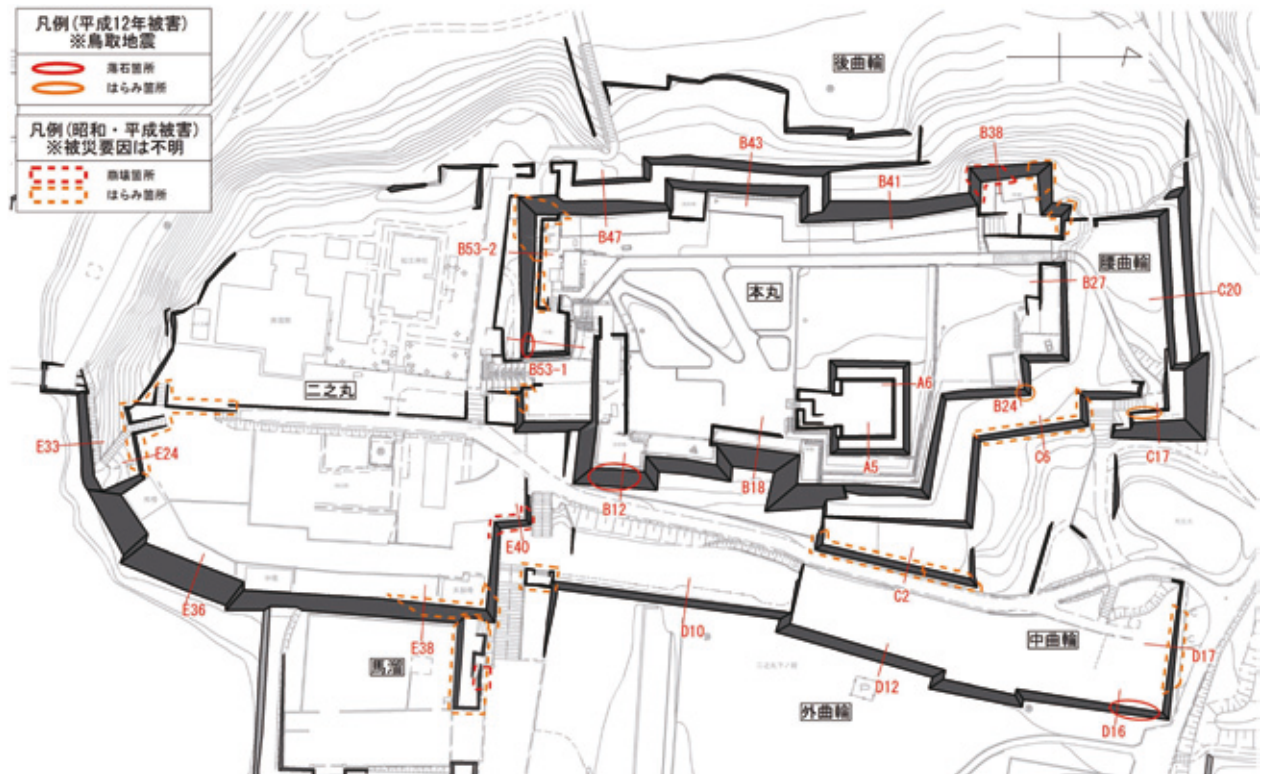 凡例(平成12年被害)
※鳥取地震
落石箇所
はらみ箇所
凡例(昭和・平成被害)
※被災要因は不明
崩壊箇所
はらみ箇所
後曲輪
B38
B43
B41
B47
B53-2
腰曲輪
B27
C20
本丸
B53-1
A6
二之丸
B24
E33
E24
C6
C17
A5
B18
B12
E40
C2
E36
D10
E38
中曲輪
D17
馬溜
D12
外曲輪
D16